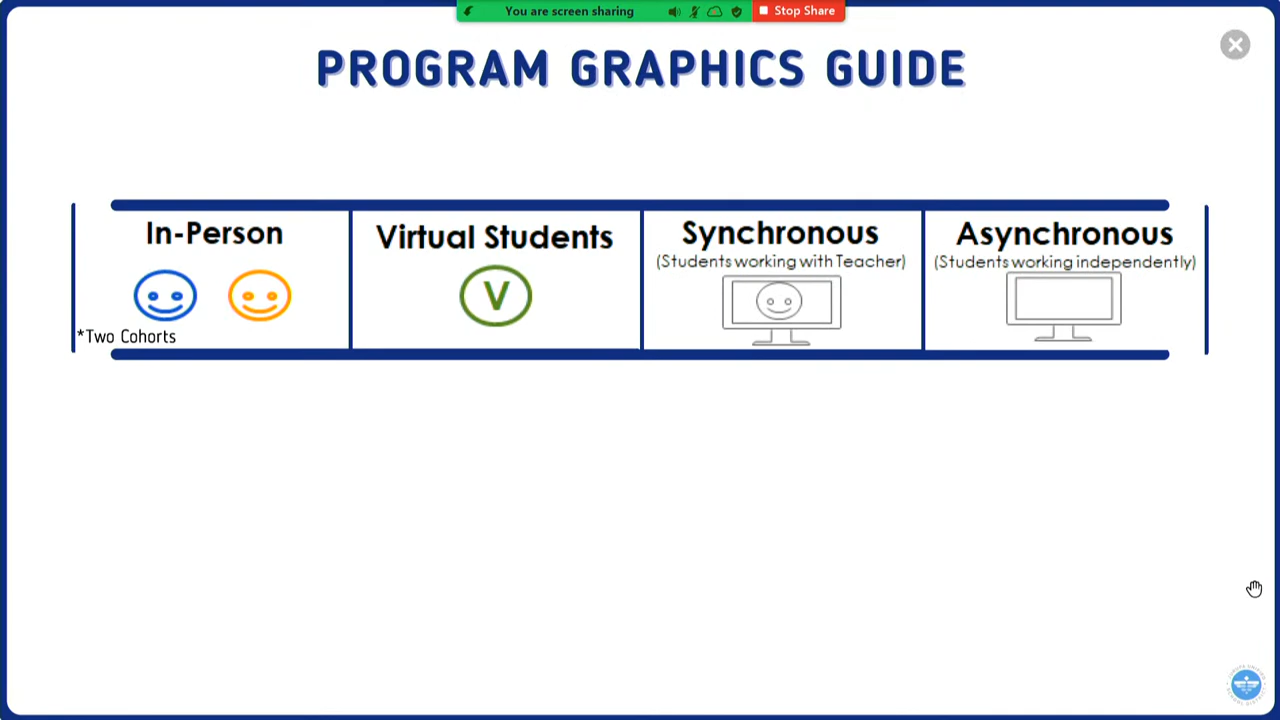 You are screen sharing
Stop Share
PROGRAM GRAPHICS GUIDE
In-Person
*Two Cohorts
Virtual Students
V
Synchronous
(Students working with Teacher)
Asynchronous
(Students working independently)